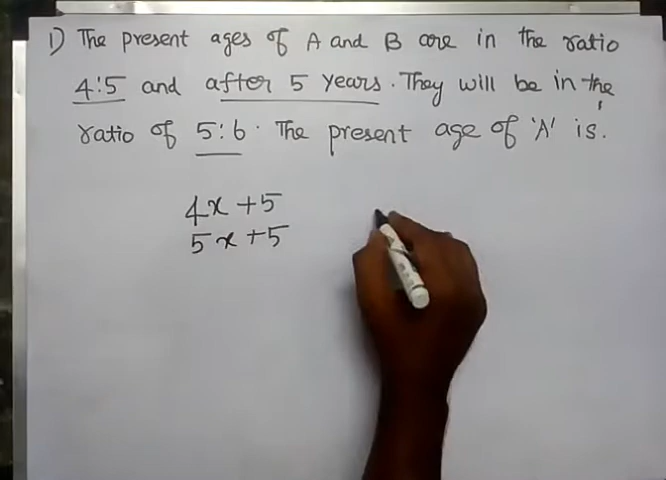 1) The present ages of A and B are in the ratio
4:5 and after 5 years. They will be in the
ratio of 5:6. The present age of 'A' is.
4x +5
5x +5